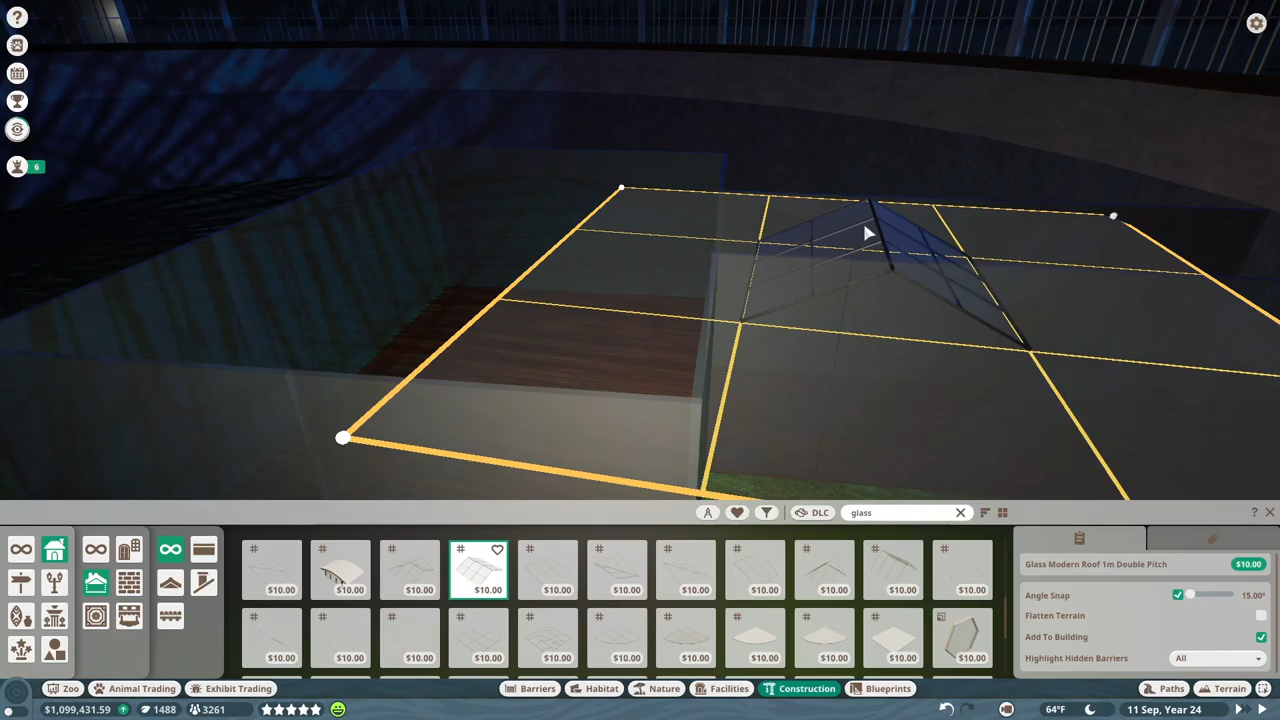 ?
6
DLC
glass
?
$10.00 $10.00 $10.00 $10.00 $10.00 $10.00 $10.00 $10.00 $10.00 $10.00 $10.00
$10.00 $10.00 $10.00 $10.00 $10.00 $10.00 $10.00 $10.00 $10.00 $10.00 $10.00
Glass Modern Roof 1m Double Pitch $10.00
Angle Snap 15.00°
Flatten Terrain
Add To Building
Highlight Hidden Barriers All
Zoo Animal Trading Exhibit Trading Barriers Habitat Nature Facilities Construction Blueprints Paths Terrain
$1,099,431.59 1488 3261 64°F 11 Sep, Year 24